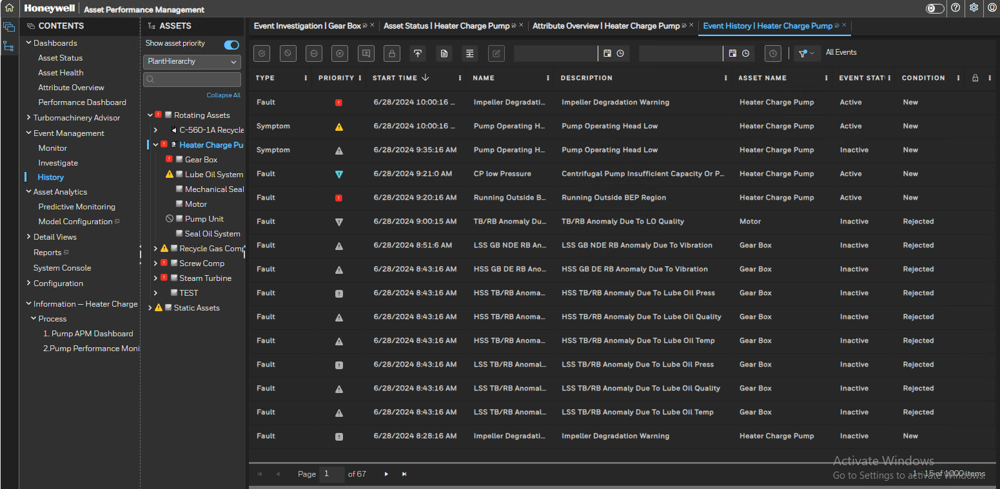 Honeywell | Asset Performance Management
CONTENTS
Dashboards
Asset Status
Asset Health
Attribute Overview
Performance Dashboard
Turbomachinery Advisor
Event Management
Monitor
Investigate
History
Asset Analytics
Predictive Monitoring
Model Configuration
Detail Views
Reports
System Console
Configuration
Information – Heater Charge
Process
1. Pump APM Dashboard
2.Pump Performance Moni
ASSETS
Show asset priority
PlantHierarchy
Collapse All
Rotating Assets
C-560-1A Recycle
Heater Charge Pu
Gear Box
Lube Oil System
Mechanical Seal
Motor
Pump Unit
Seal Oil System
Recycle Gas Comp
Screw Comp
Steam Turbine
TEST
Static Assets
Event Investigation | Gear Box Asset Status | Heater Charge Pump Attribute Overview | Heater Charge Pump Event History | Heater Charge Pump
All Events
TYPE PRIORITY START TIME NAME DESCRIPTION ASSET NAME EVENT STATU CONDITION
Fault 6/28/2024 10:00:16 ... Impeller Degradati... Impeller Degradation Warning Heater Charge Pump Active New
Symptom 6/28/2024 10:00:16 ... Pump Operating H... Pump Operating Head Low Heater Charge Pump Active New
Symptom 6/28/2024 9:35:16 AM Pump Operating H... Pump Operating Head Low Heater Charge Pump Inactive New
Fault 6/28/2024 9:21:0 AM CP low Pressure Centrifugal Pump Insufficient Capacity Or P... Heater Charge Pump Active New
Fault 6/28/2024 9:20:16 AM Running Outside B... Running Outside BEP Region Heater Charge Pump Active New
Fault 6/28/2024 9:00:15 AM TB/RB Anomaly Du... TB/RB Anomaly Due To LO Quality Motor Inactive Rejected
Fault 6/28/2024 8:51:6 AM LSS GB NDE RB An... LSS GB NDE RB Anomaly Due To Vibration Gear Box Inactive Rejected
Fault 6/28/2024 8:43:16 AM HSS GB DE RB Ano... HSS GB DE RB Anomaly Due To Vibration Gear Box Inactive Rejected
Fault 6/28/2024 8:43:16 AM HSS TB/RB Anoma... HSS TB/RB Anomaly Due To Lube Oil Press Gear Box Inactive Rejected
Fault 6/28/2024 8:43:16 AM HSS TB/RB Anoma... HSS TB/RB Anomaly Due To Lube Oil Quality Gear Box Inactive Rejected
Fault 6/28/2024 8:43:16 AM HSS TB/RB Anoma... HSS TB/RB Anomaly Due To Lube Oil Temp Gear Box Inactive Rejected
Fault 6/28/2024 8:43:16 AM LSS TB/RB Anomal... LSS TB/RB Anomaly Due To Lube Oil Press Gear Box Inactive Rejected
Fault 6/28/2024 8:43:16 AM LSS TB/RB Anomal... LSS TB/RB Anomaly Due To Lube Oil Quality Gear Box Inactive Rejected
Fault 6/28/2024 8:43:16 AM LSS TB/RB Anomal... LSS TB/RB Anomaly Due To Lube Oil Temp Gear Box Inactive Rejected
Fault 6/28/2024 8:28:16 AM Impeller Degradati... Impeller Degradation Warning Heater Charge Pump Inactive New
Page 1 of 67
1 - 15 of 1000 items
Activate Windows
Go to Settings to activate Windows.